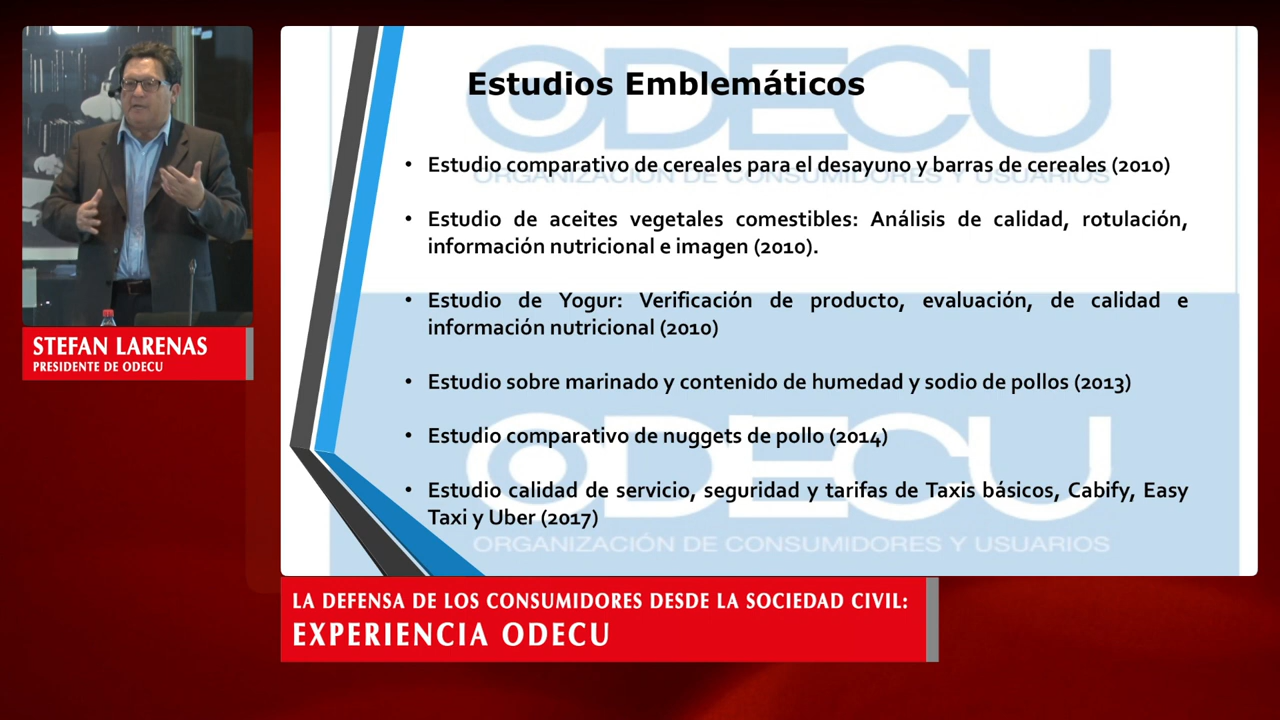 Estudios Emblemáticos
ODECU
ORGANIZACIÓN DE CONSUMIDORES Y USUARIOS
• Estudio comparativo de cereales para el desayuno y barras de cereales (2010)
• Estudio de aceites vegetales comestibles: Análisis de calidad, rotulación,
información nutricional e imagen (2010).
• Estudio de Yogur: Verificación de producto, evaluación, de calidad e
información nutricional (2010)
• Estudio sobre marinado y contenido de humedad y sodio de pollos (2013)
• Estudio comparativo de nuggets de pollo (2014)
• Estudio calidad de servicio, seguridad y tarifas de Taxis básicos, Cabify, Easy
Taxi y Uber (2017)
ODECU
ORGANIZACIÓN DE CONSUMIDORES Y USUARIOS
STEFAN LARENAS
PRESIDENTE DE ODECU
LA DEFENSA DE LOS CONSUMIDORES DESDE LA SOCIEDAD CIVIL:
EXPERIENCIA ODECU